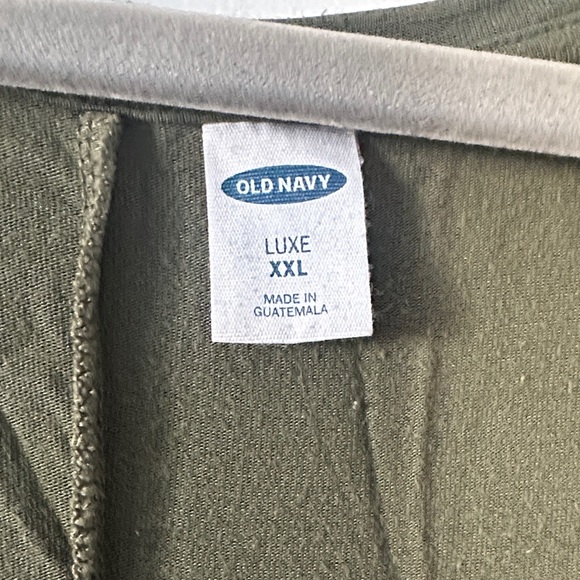 OLD NAVY
LUXE
XXL
MADE IN
GUATEMALA